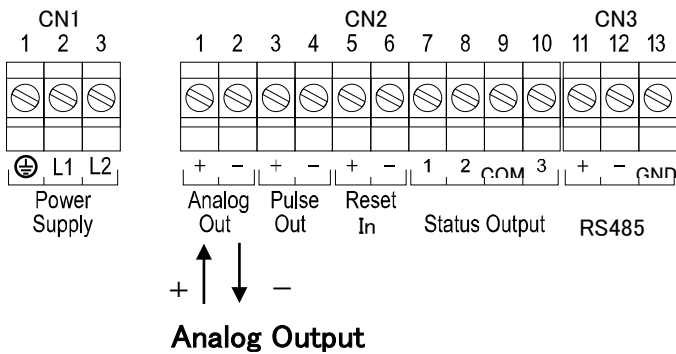 CN1 CN2 CN3
1 2 3 1 2 3 4 5 6 7 8 9 10 11 12 13
L1 L2 + − + − + − 1 2 COM 3 + − GND
Power Supply
Analog Out
Pulse Out
Reset In
Status Output
RS485
+ −
Analog Output